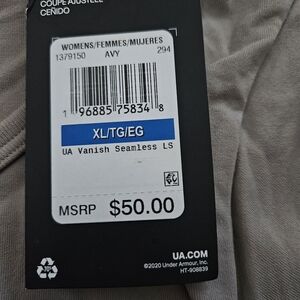 COUPE AJUSTÉE
CEÑIDO
WOMENS/FEMMES/MUJERES
1379150 AVY 294
1 96885 75834 8
XL/TG/EG
UA Vanish Seamless LS
MSRP $50.00
UA.COM
©2020 Under Armour, Inc.
HT-908839